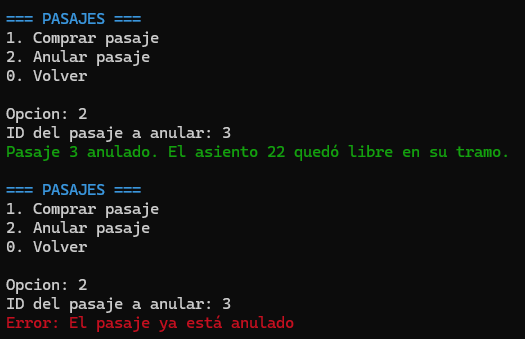 === PASAJES ===
1. Comprar pasaje
2. Anular pasaje
0. Volver
Opcion: 2
ID del pasaje a anular: 3
Pasaje 3 anulado. El asiento 22 quedó libre en su tramo.
=== PASAJES ===
1. Comprar pasaje
2. Anular pasaje
0. Volver
Opcion: 2
ID del pasaje a anular: 3
Error: El pasaje ya está anulado